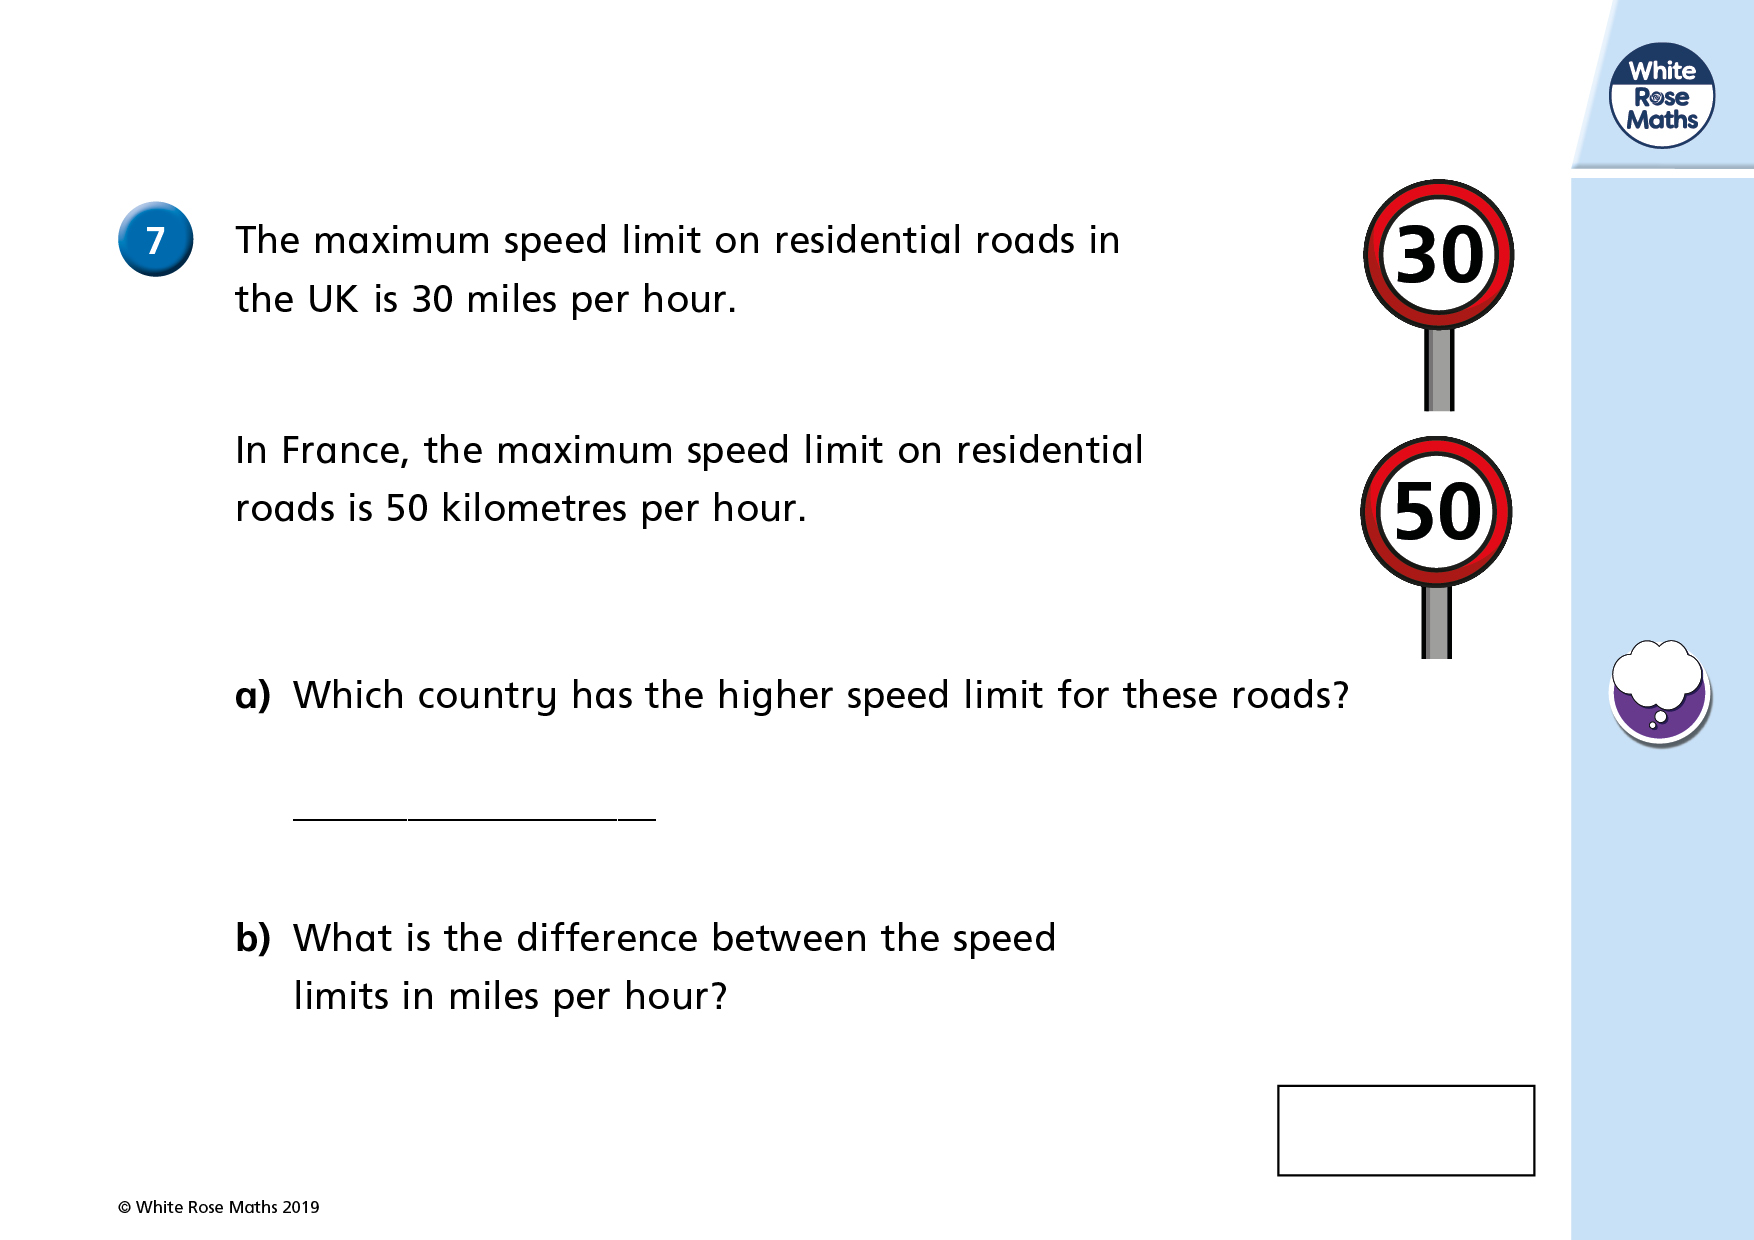 White
Rose
Maths
7
The maximum speed limit on residential roads in
the UK is 30 miles per hour.
30
In France, the maximum speed limit on residential
roads is 50 kilometres per hour.
50
a) Which country has the higher speed limit for these roads?
b) What is the difference between the speed
limits in miles per hour?
© White Rose Maths 2019